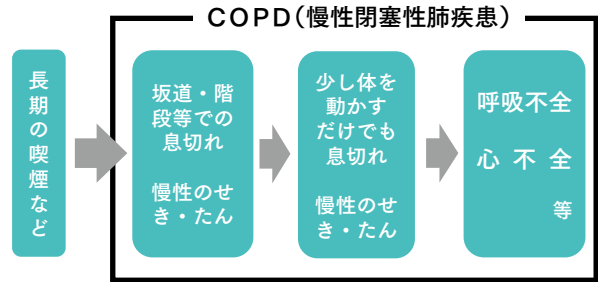 COPD（慢性閉塞性肺疾患）
長期の喫煙など
坂道・階
段等での
息切れ
慢性のせ
き・たん
少し体を
動かす
だけでも
息切れ
慢性のせ
き・たん
呼吸不全
心不全
等